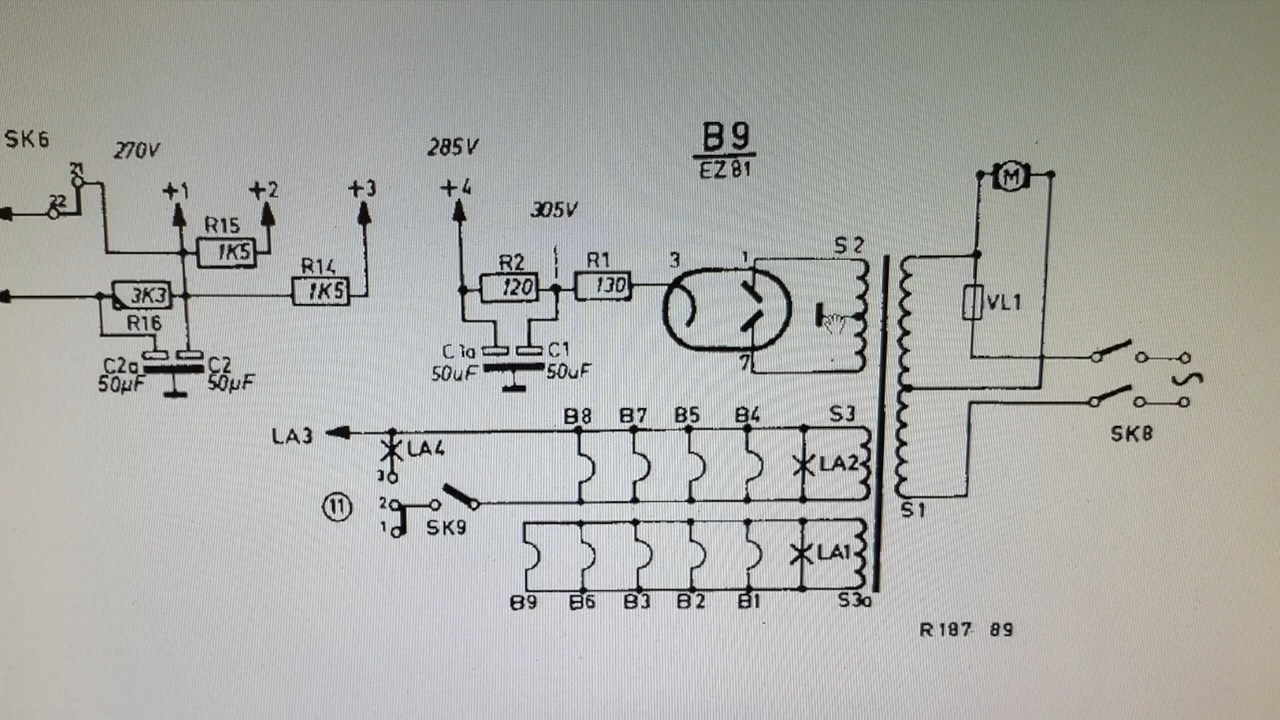 SK6
270V
285V
B9
EZ81
21
22
+1
+2
+3
+4
305V
R15
1K5
R14
1K5
R2
120
R1
130
3
1
7
S2
M
VL1
3K3
R16
C2a
50µF
C2
50µF
C1a
50µF
C1
50µF
SK8
LA3
LA4
B8
B7
B5
B4
S3
LA2
3
11
2
1
SK9
S1
LA1
B9
B6
B3
B2
B1
S3a
R187 89